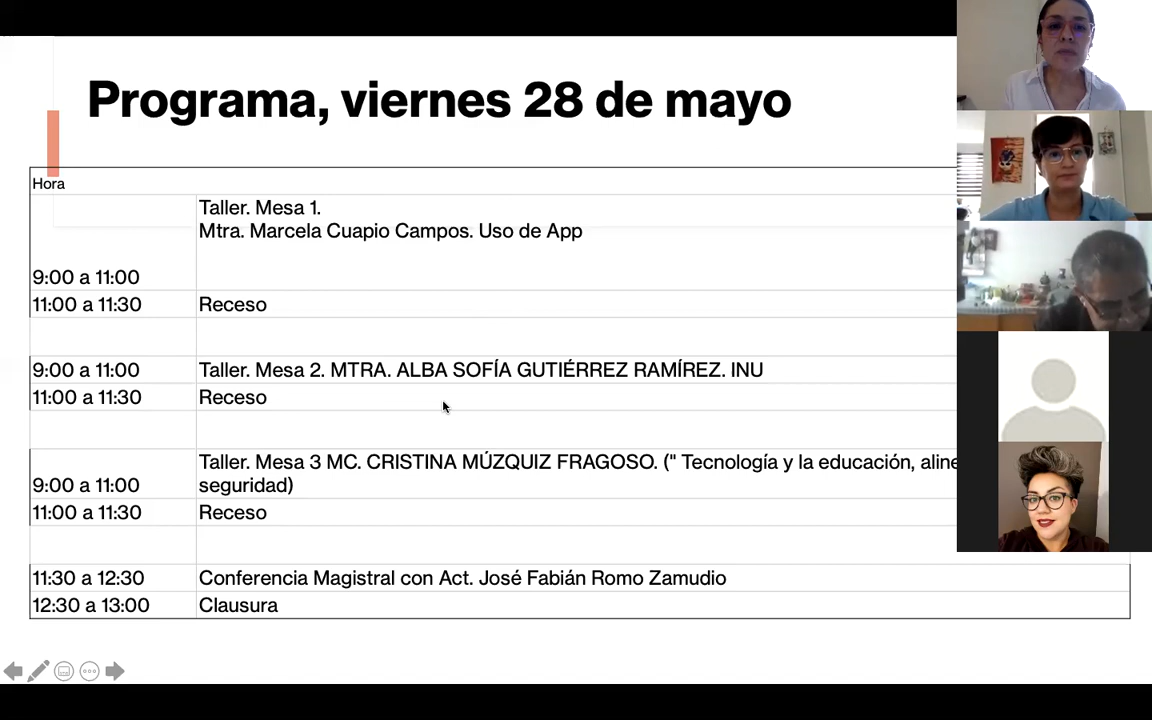 Programa, viernes 28 de mayo
Hora
Taller. Mesa 1.
Mtra. Marcela Cuapio Campos. Uso de App
9:00 a 11:00
11:00 a 11:30 Receso
9:00 a 11:00 Taller. Mesa 2. MTRA. ALBA SOFÍA GUTIÉRREZ RAMÍREZ. INU
11:00 a 11:30 Receso
Taller. Mesa 3 MC. CRISTINA MÚZQUIZ FRAGOSO. (" Tecnología y la educación,
9:00 a 11:00 seguridad)
11:00 a 11:30 Receso
11:30 a 12:30 Conferencia Magistral con Act. José Fabián Romo Zamudio
12:30 a 13:00 Clausura